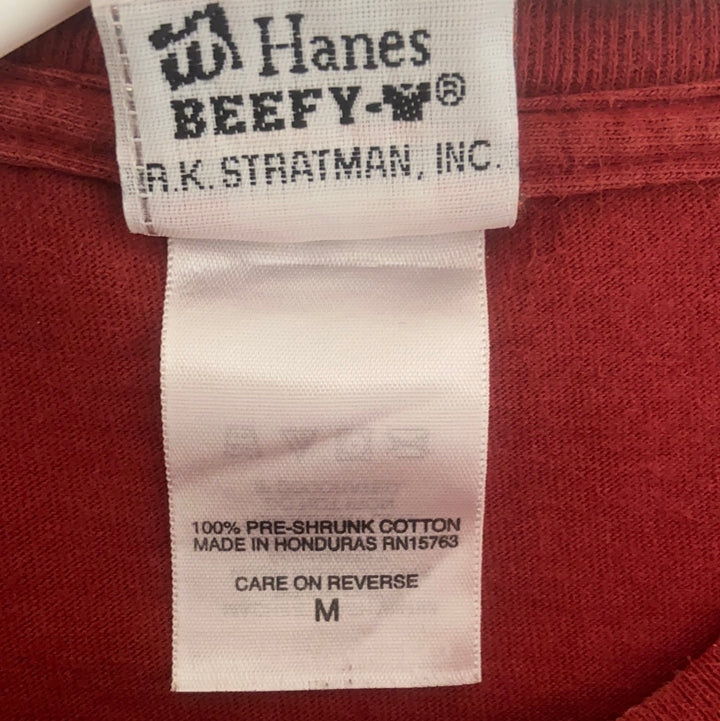 Hanes
BEEFY-T®
R.K. STRATMAN, INC.
100% PRE-SHRUNK COTTON
MADE IN HONDURAS RN15763
CARE ON REVERSE
M